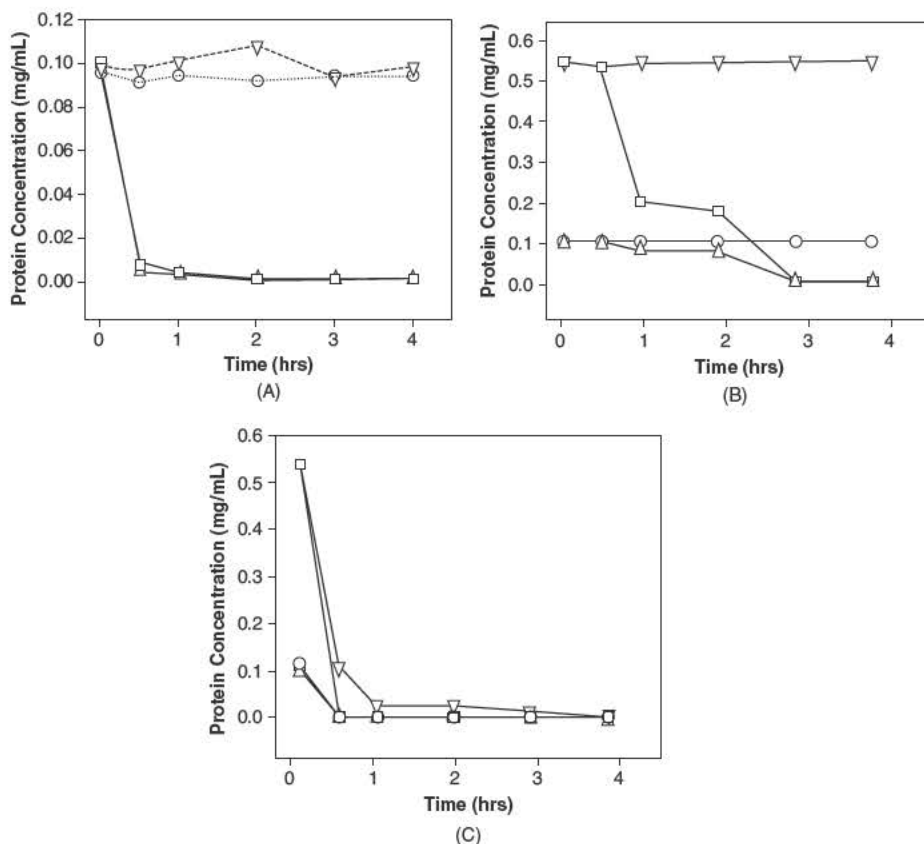 Protein Concentration (mg/mL)
0.12
0.10
0.08
0.06
0.04
0.02
0.00
0 1 2 3 4
Time (hrs)
(A)
Protein Concentration (mg/mL)
0.6
0.5
0.4
0.3
0.2
0.1
0.0
0 1 2 3 4
Time (hrs)
(B)
Protein Concentration (mg/mL)
0.6
0.5
0.4
0.3
0.2
0.1
0.0
0 1 2 3 4
Time (hrs)
(C)